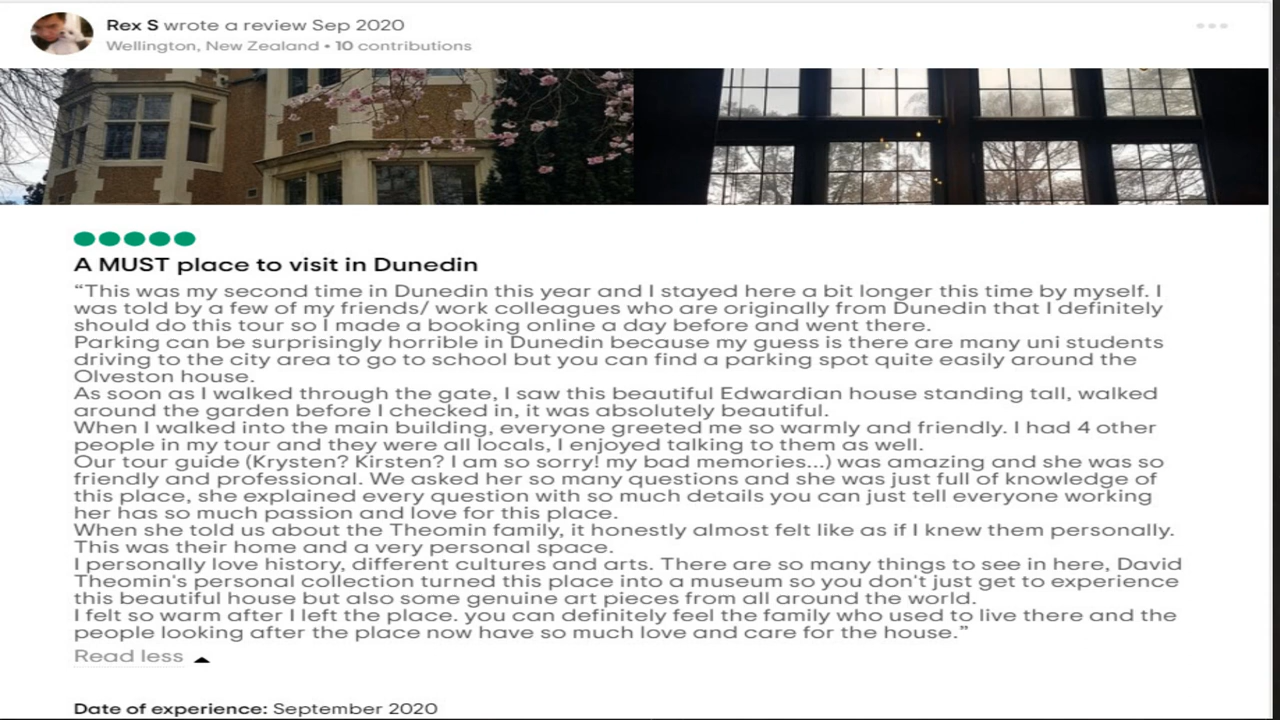 Rex S wrote a review Sep 2020
Wellington, New Zealand • 10 contributions
A MUST place to visit in Dunedin
“This was my second time in Dunedin this year and I stayed here a bit longer this time by myself. I
was told by a few of my friends/ work colleagues who are originally from Dunedin that I definitely
should do this tour so I made a booking online a day before and went there.
Parking can be surprisingly horrible in Dunedin because my guess is there are many uni students
driving to the city area to go to school but you can find a parking spot quite easily around the
Olveston house.
As soon as I walked through the gate, I saw this beautiful Edwardian house standing tall, walked
around the garden before I checked in, it was absolutely beautiful.
When I walked into the main building, everyone greeted me so warmly and friendly. I had 4 other
people in my tour and they were all locals, I enjoyed talking to them as well.
Our tour guide (Krysten? Kirsten? I am so sorry! my bad memories...) was amazing and she was so
friendly and professional. We asked her so many questions and she was just full of knowledge of
this place, she explained every question with so much details you can just tell everyone working
her has so much passion and love for this place.
When she told us about the Theomin family, it honestly almost felt like as if I knew them personally.
This was their home and a very personal space.
I personally love history, different cultures and arts. There are so many things to see in here, David
Theomin's personal collection turned this place into a museum so you don't just get to experience
this beautiful house but also some genuine art pieces from all around the world.
I felt so warm after I left the place. you can definitely feel the family who used to live there and the
people looking after the place now have so much love and care for the house.”
Read less
Date of experience: September 2020